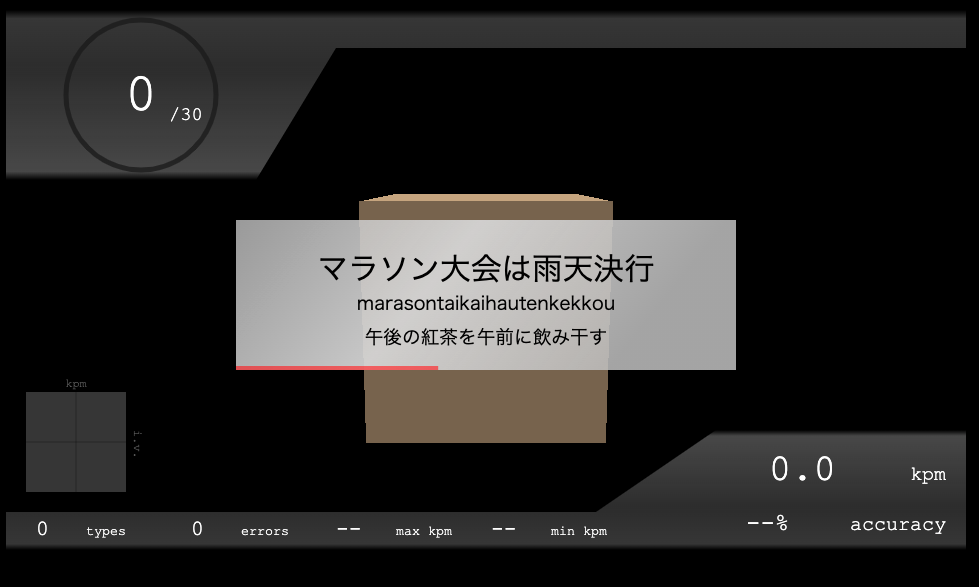 0 /30
マラソン大会は雨天決行
marasontaikaihautenkekkou
午後の紅茶を午前に飲み干す
kpm
i.v.
0.0 kpm
--% accuracy
0 types 0 errors -- max kpm -- min kpm